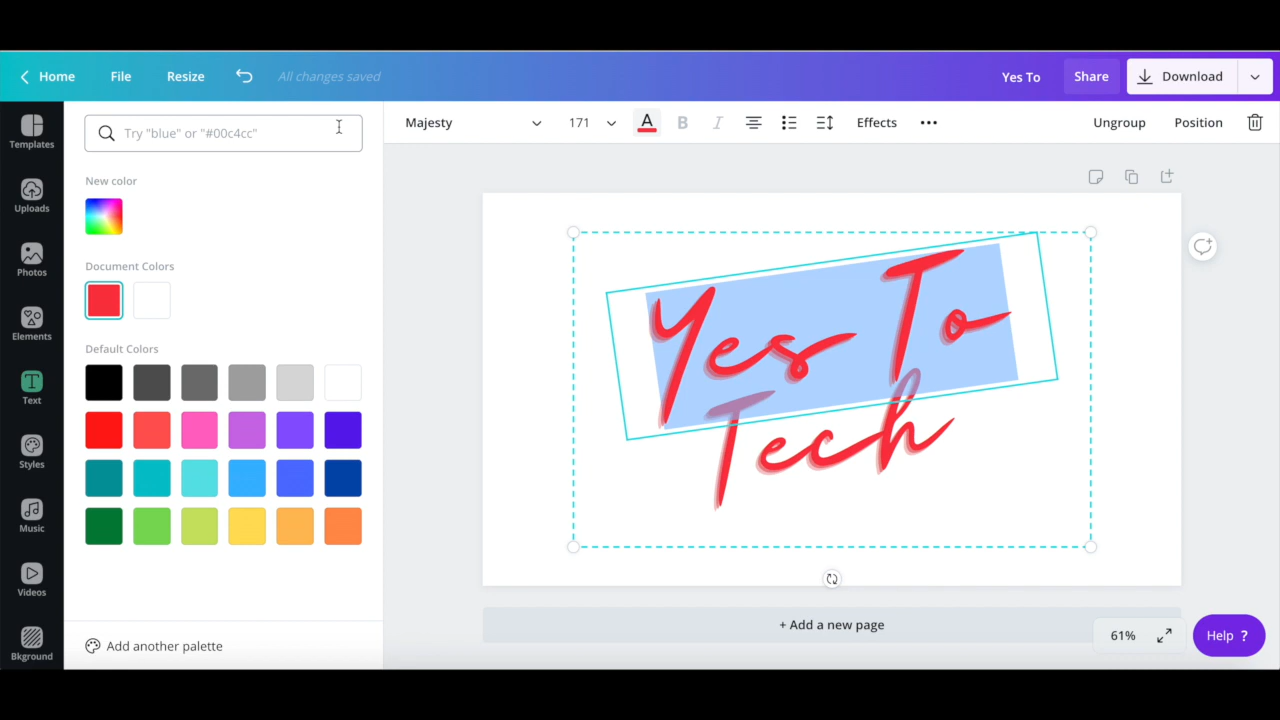 Home File Resize All changes saved Yes To Share Download
Templates
Uploads
Photos
Elements
Text
Styles
Music
Videos
Bkground
Try "blue" or "#00c4cc"
New color
Document Colors
Default Colors
Add another palette
Majesty 171 A B I Effects Ungroup Position
Yes To
Tech
+ Add a new page
61%
Help ?